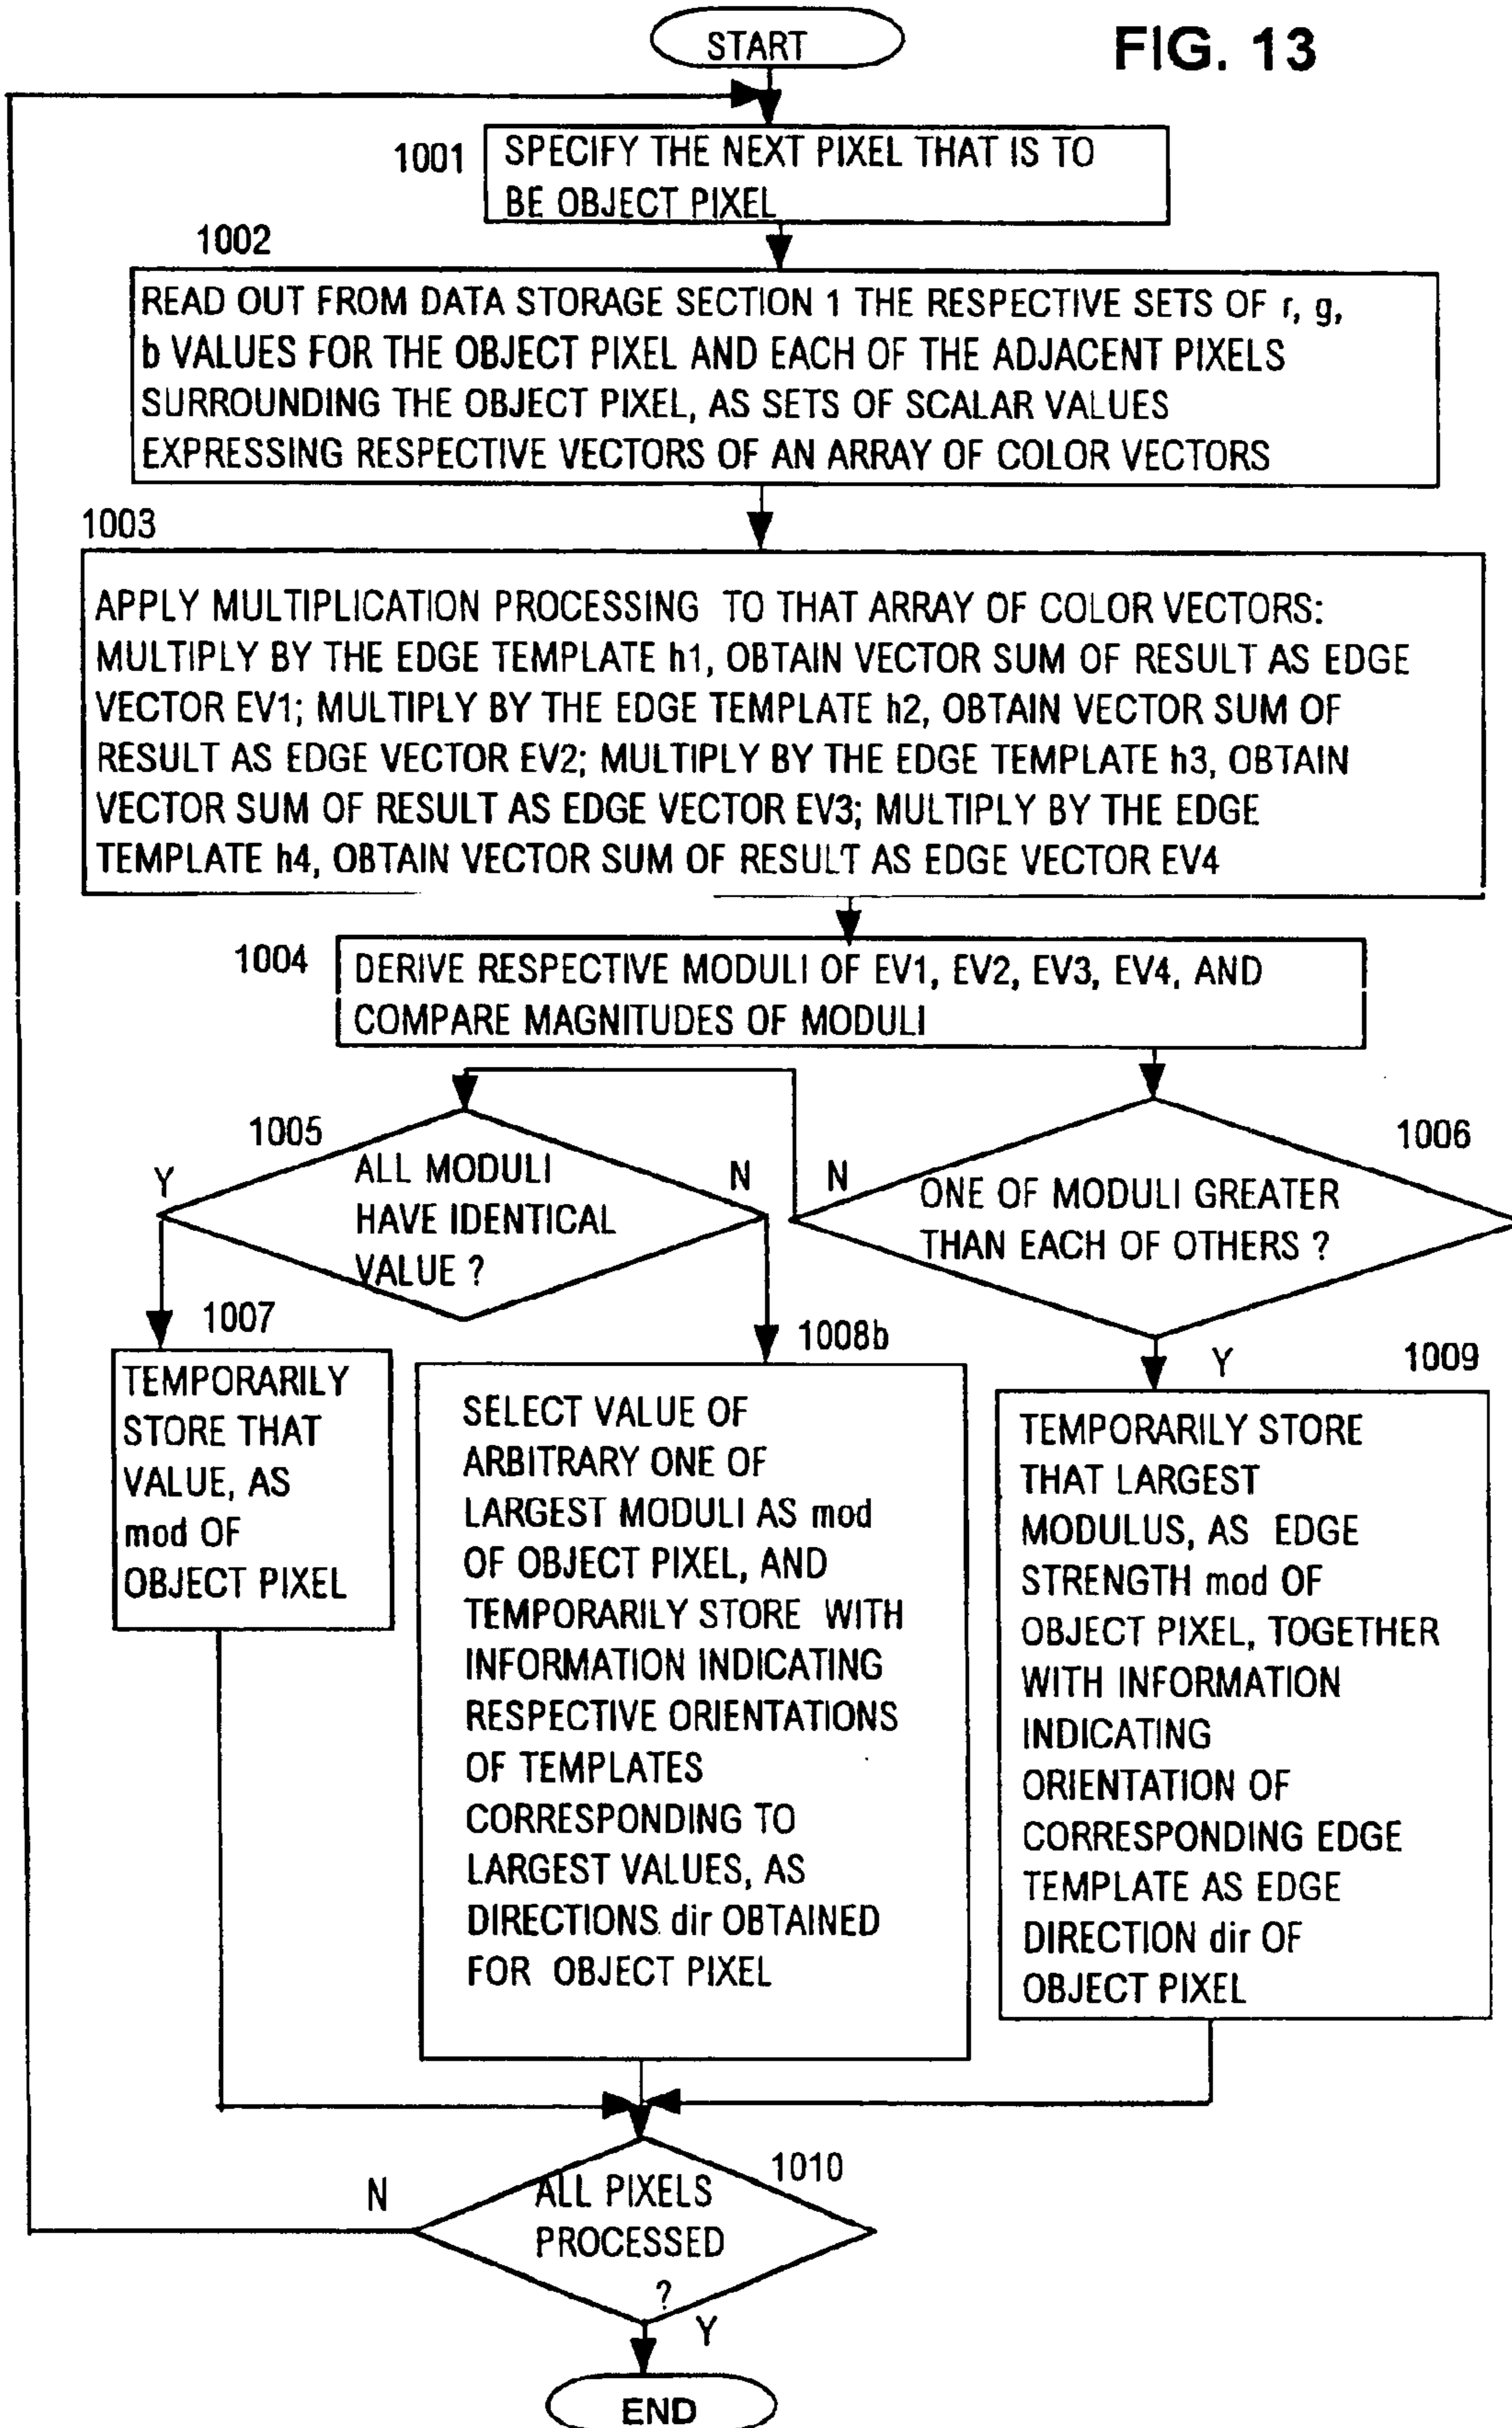 FIG. 13
START
1001
SPECIFY THE NEXT PIXEL THAT IS TO
BE OBJECT PIXEL
1002
READ OUT FROM DATA STORAGE SECTION 1 THE RESPECTIVE SETS OF r, g,
b VALUES FOR THE OBJECT PIXEL AND EACH OF THE ADJACENT PIXELS
SURROUNDING THE OBJECT PIXEL, AS SETS OF SCALAR VALUES
EXPRESSING RESPECTIVE VECTORS OF AN ARRAY OF COLOR VECTORS
1003
APPLY MULTIPLICATION PROCESSING TO THAT ARRAY OF COLOR VECTORS:
MULTIPLY BY THE EDGE TEMPLATE h1, OBTAIN VECTOR SUM OF RESULT AS EDGE
VECTOR EV1; MULTIPLY BY THE EDGE TEMPLATE h2, OBTAIN VECTOR SUM OF
RESULT AS EDGE VECTOR EV2; MULTIPLY BY THE EDGE TEMPLATE h3, OBTAIN
VECTOR SUM OF RESULT AS EDGE VECTOR EV3; MULTIPLY BY THE EDGE
TEMPLATE h4, OBTAIN VECTOR SUM OF RESULT AS EDGE VECTOR EV4
1004
DERIVE RESPECTIVE MODULI OF EV1, EV2, EV3, EV4, AND
COMPARE MAGNITUDES OF MODULI
1005
Y
ALL MODULI
HAVE IDENTICAL
VALUE ?
N
1006
N
ONE OF MODULI GREATER
THAN EACH OF OTHERS ?
Y
1007
TEMPORARILY
STORE THAT
VALUE, AS
mod OF
OBJECT PIXEL
1008b
SELECT VALUE OF
ARBITRARY ONE OF
LARGEST MODULI AS mod
OF OBJECT PIXEL, AND
TEMPORARILY STORE WITH
INFORMATION INDICATING
RESPECTIVE ORIENTATIONS
OF TEMPLATES
CORRESPONDING TO
LARGEST VALUES, AS
DIRECTIONS dir OBTAINED
FOR OBJECT PIXEL
1009
TEMPORARILY STORE
THAT LARGEST
MODULUS, AS EDGE
STRENGTH mod OF
OBJECT PIXEL, TOGETHER
WITH INFORMATION
INDICATING
ORIENTATION OF
CORRESPONDING EDGE
TEMPLATE AS EDGE
DIRECTION dir OF
OBJECT PIXEL
1010
N
ALL PIXELS
PROCESSED
?
Y
END